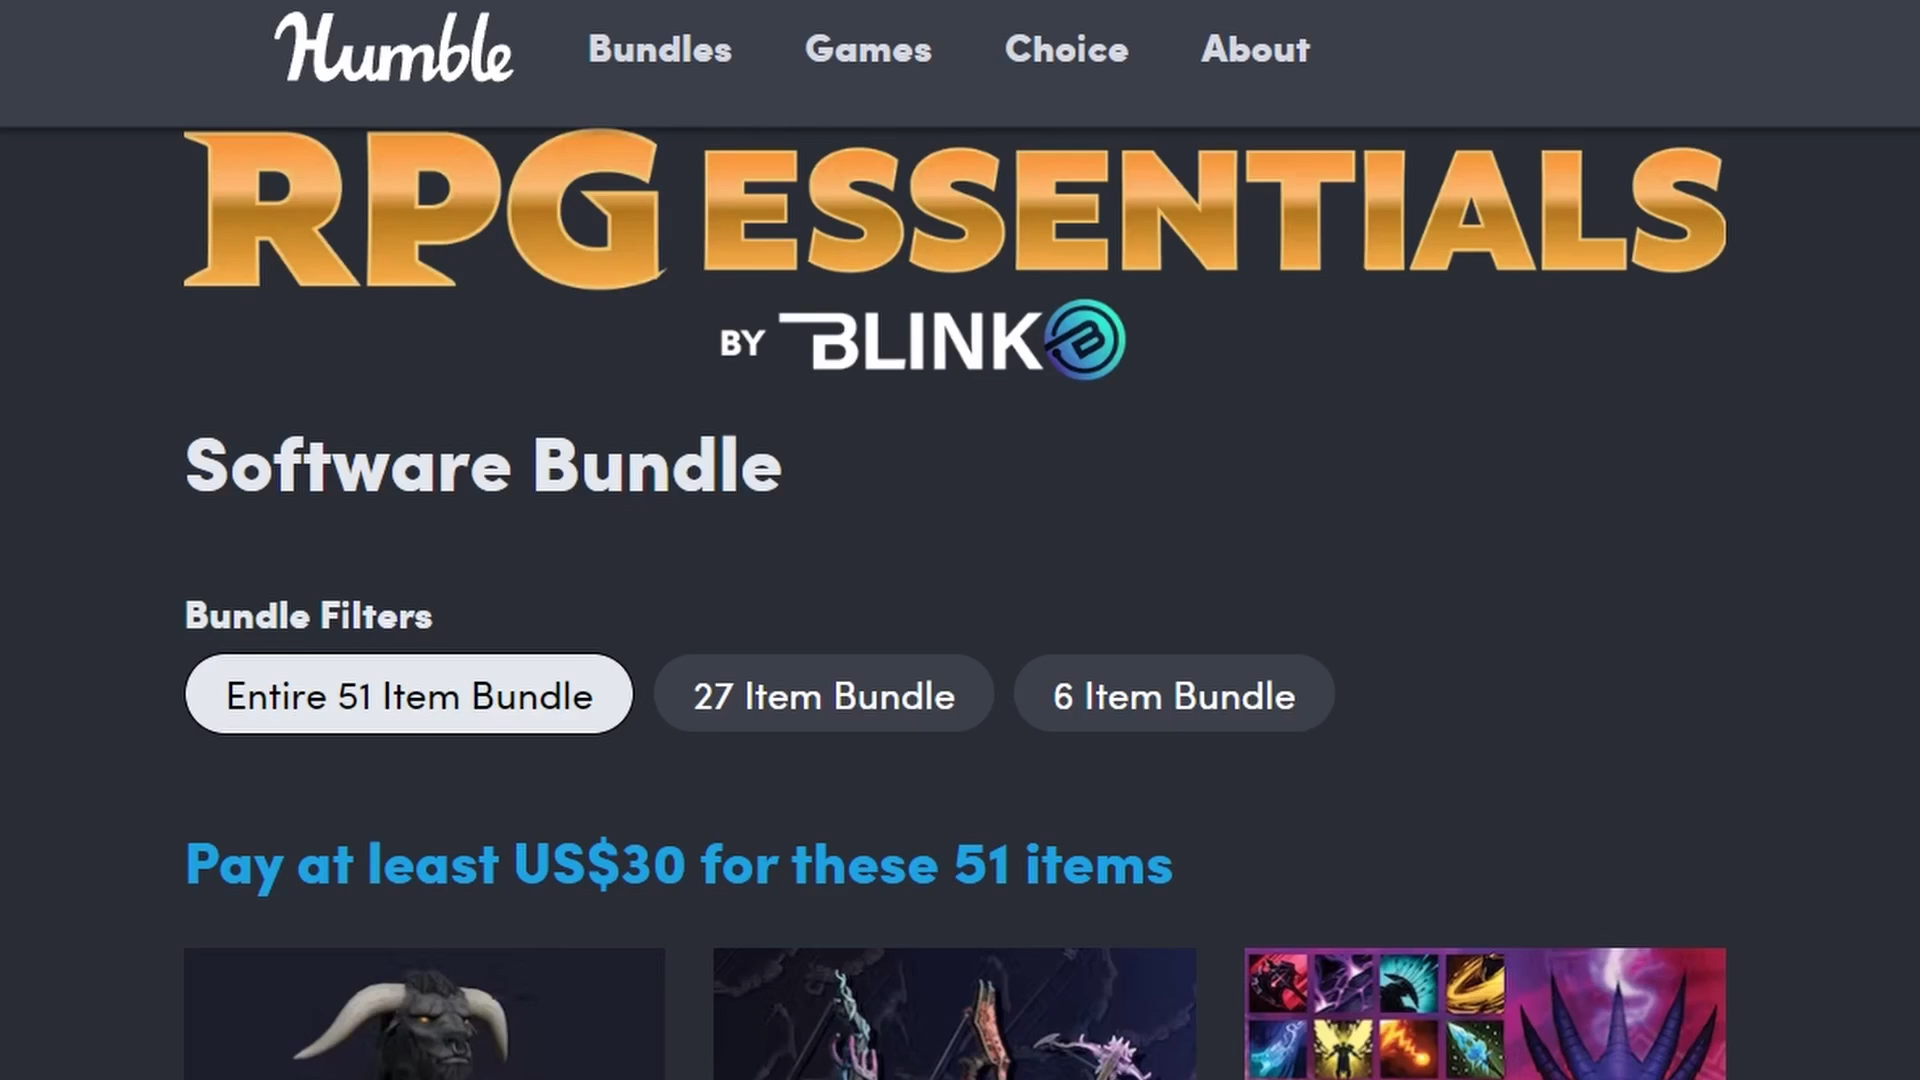 Humble Bundles Games Choice About
RPG ESSENTIALS
BY BLINK
Software Bundle
Bundle Filters
Entire 51 Item Bundle 27 Item Bundle 6 Item Bundle
Pay at least US$30 for these 51 items